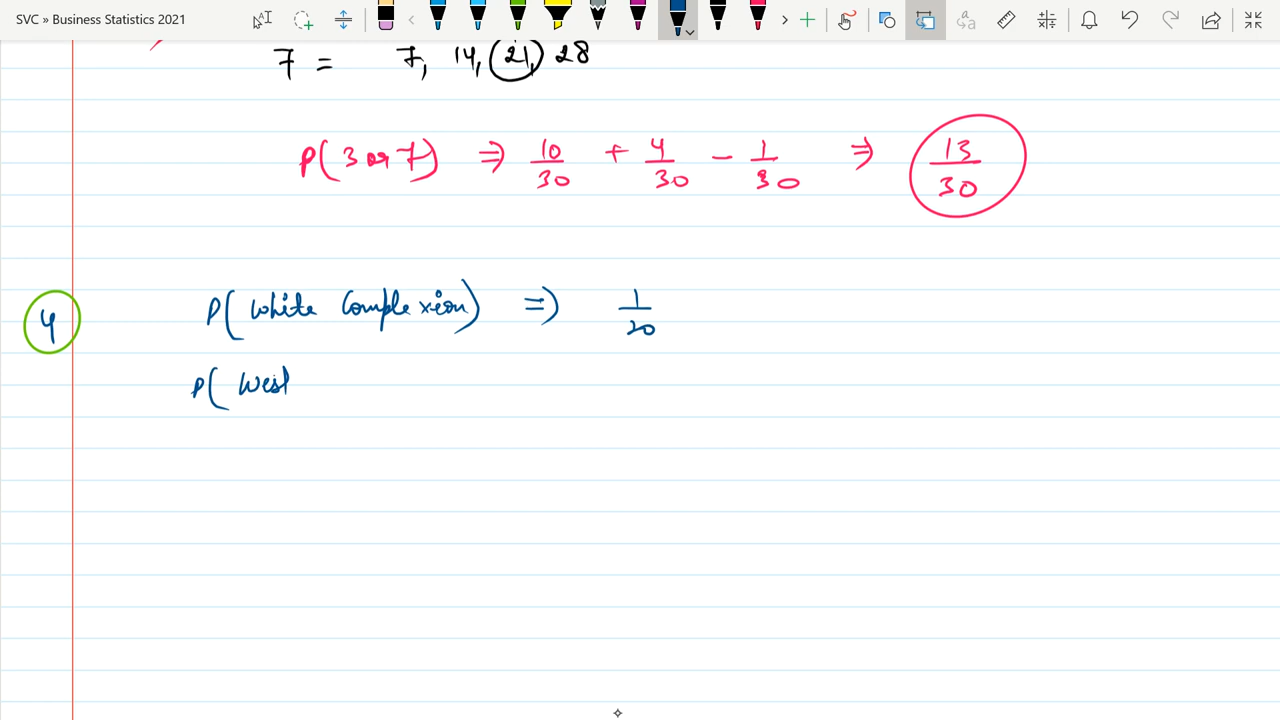 SVC » Business Statistics 2021
7 = 7, 14, 21, 28
P(3 or 7) ⇒ 10/30 + 4/30 - 1/30 ⇒ 13/30
4 P( White Complexion) ⇒ 1/20
P( West